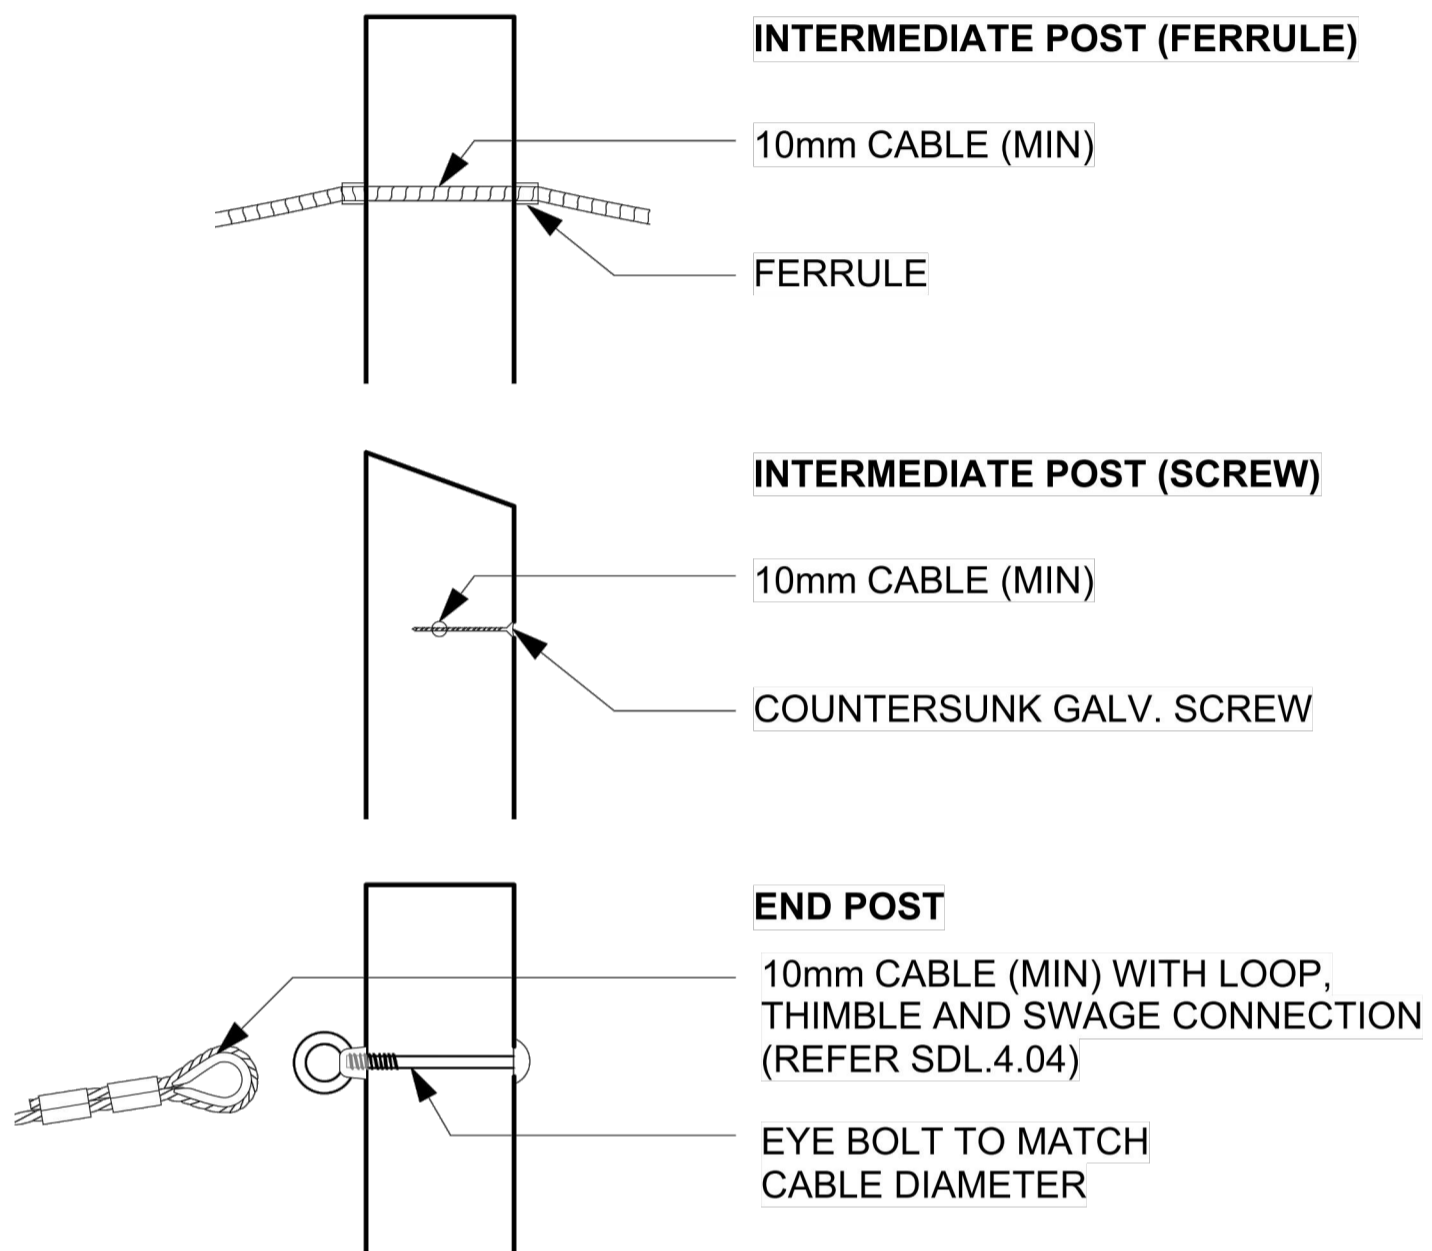 INTERMEDIATE POST (FERRULE)
10mm CABLE (MIN)
FERRULE
INTERMEDIATE POST (SCREW)
10mm CABLE (MIN)
COUNTERSUNK GALV. SCREW
END POST
10mm CABLE (MIN) WITH LOOP,
THIMBLE AND SWAGE CONNECTION
(REFER SDL.4.04)
EYE BOLT TO MATCH
CABLE DIAMETER